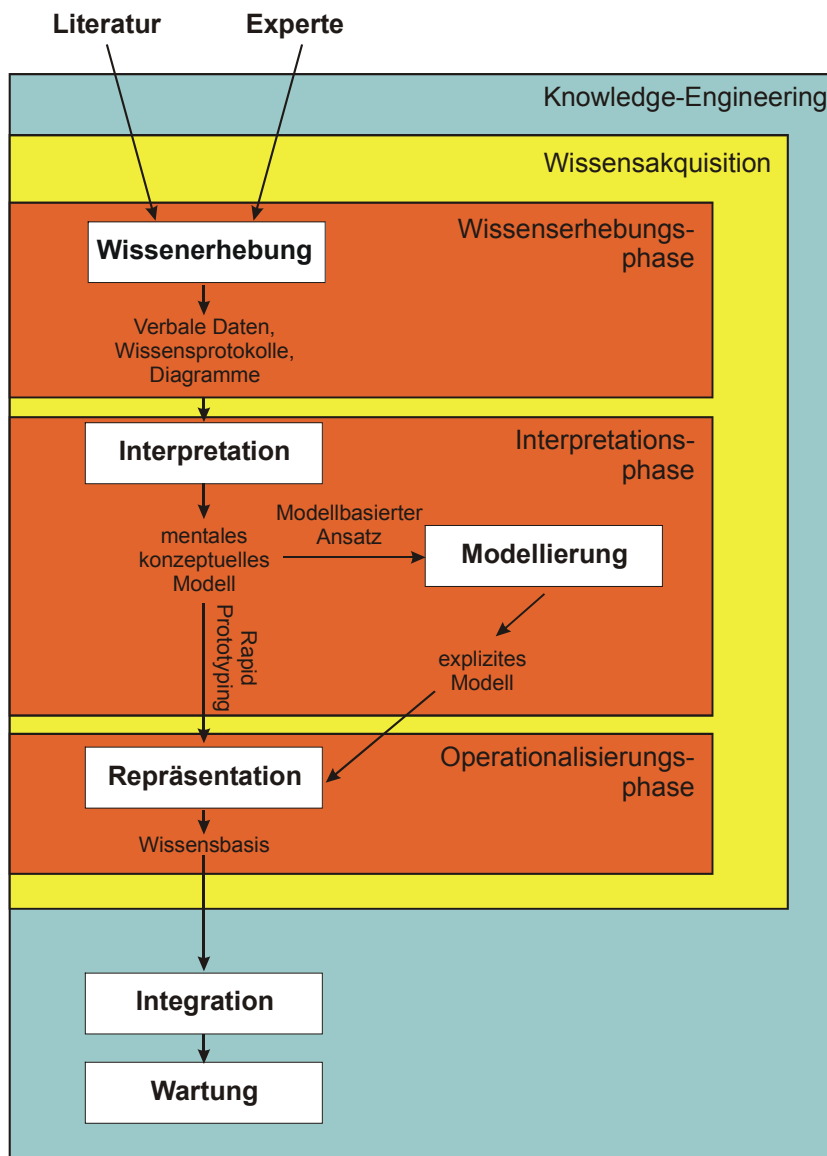 Literatur
Experte
Knowledge-Engineering
Wissensakquisition
Wissenserhebungs-
phase
Wissenerhebung
Verbale Daten,
Wissensprotokolle,
Diagramme
Interpretations-
phase
Interpretation
mentales
konzeptuelles
Modell
Modellbasierter
Ansatz
Modellierung
Rapid
Prototyping
explizites
Modell
Operationalisierungs-
phase
Repräsentation
Wissensbasis
Integration
Wartung